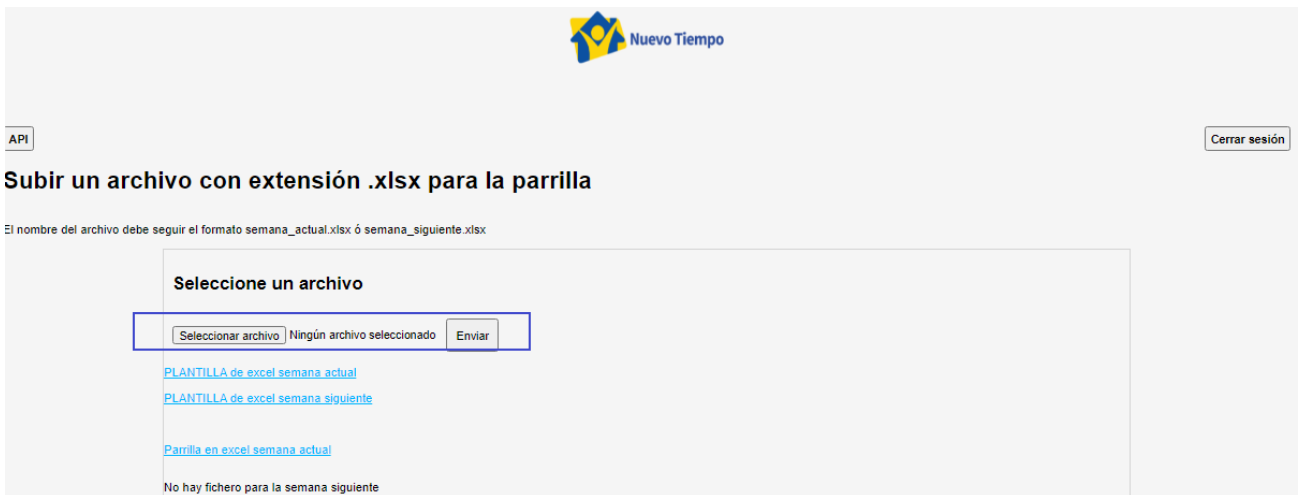 Nuevo Tiempo
API
Cerrar sesión
Subir un archivo con extensión .xlsx para la parrilla
El nombre del archivo debe seguir el formato semana_actual.xlsx ó semana_siguiente.xlsx
Seleccione un archivo
Seleccionar archivo Ningún archivo seleccionado Enviar
PLANTILLA de excel semana actual
PLANTILLA de excel semana siguiente
Parrilla en excel semana actual
No hay fichero para la semana siguiente